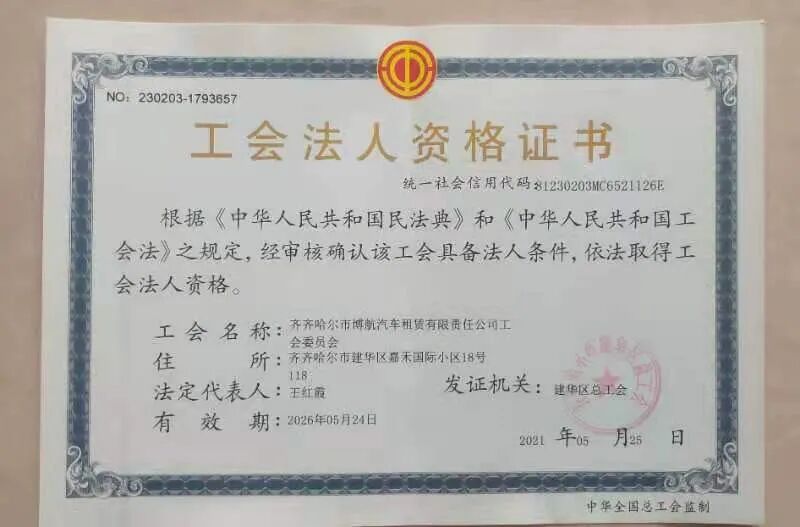 NO: 230203-1793657
工会法人资格证书
统一社会信用代码:81230203MC6521126E
根据《中华人民共和国民法典》和《中华人民共和国工
会法》之规定,经审核确认该工会具备法人条件,依法取得工
会法人资格。
工会名称: 齐齐哈尔市博航汽车租赁有限责任公司工
会委员会
住所: 齐齐哈尔市建华区嘉禾国际小区18号
118
法定代表人: 王红霞
发证机关: 建华区总工会
有效期: 2026年05月24日
2021 年05 月25 日
中华全国总工会监制